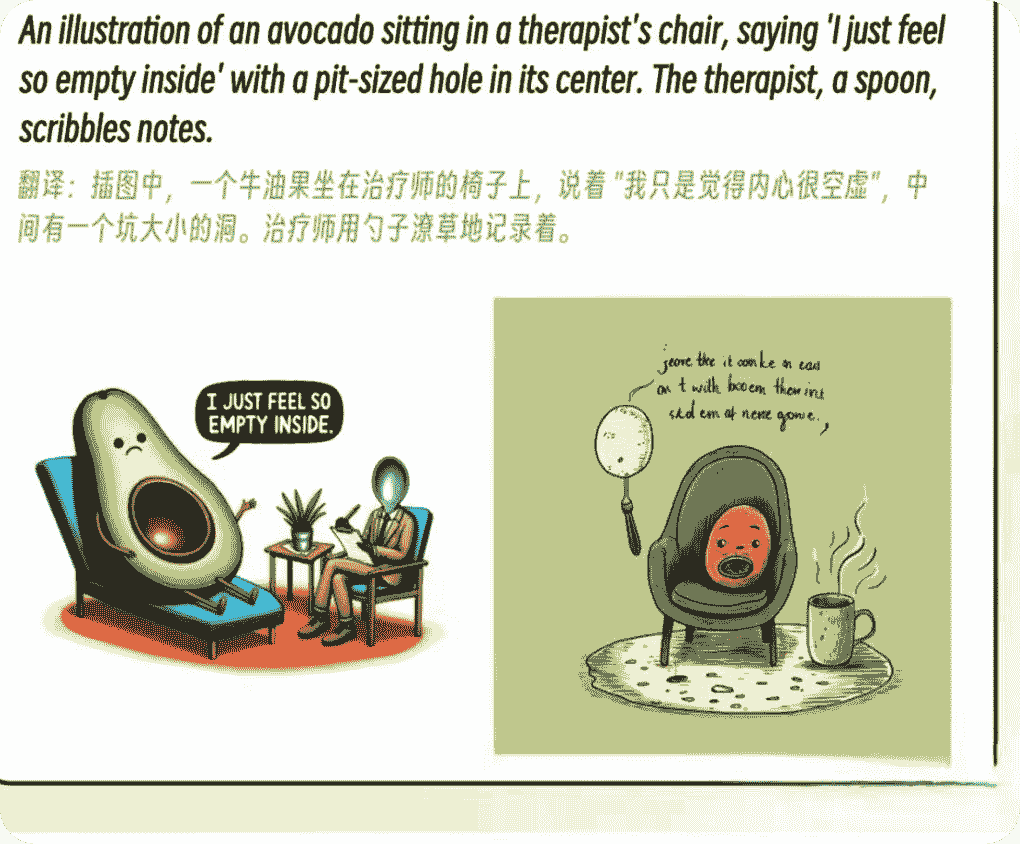 An illustration of an avocado sitting in a therapist's chair, saying 'I just feel
so empty inside' with a pit-sized hole in its center. The therapist, a spoon,
scribbles notes.
翻译：插图中，一个牛油果坐在治疗师的椅子上，说着 "我只是觉得内心很空虚"，中
间有一个坑大小的洞。治疗师用勺子潦草地记录着。
I JUST FEEL SO
EMPTY INSIDE.
it
t with